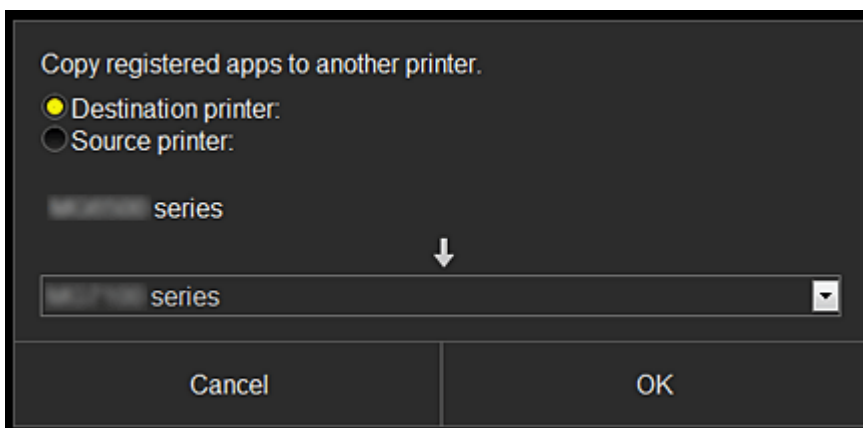 Copy registered apps to another printer.
Destination printer:
Source printer:
series
series
Cancel
OK